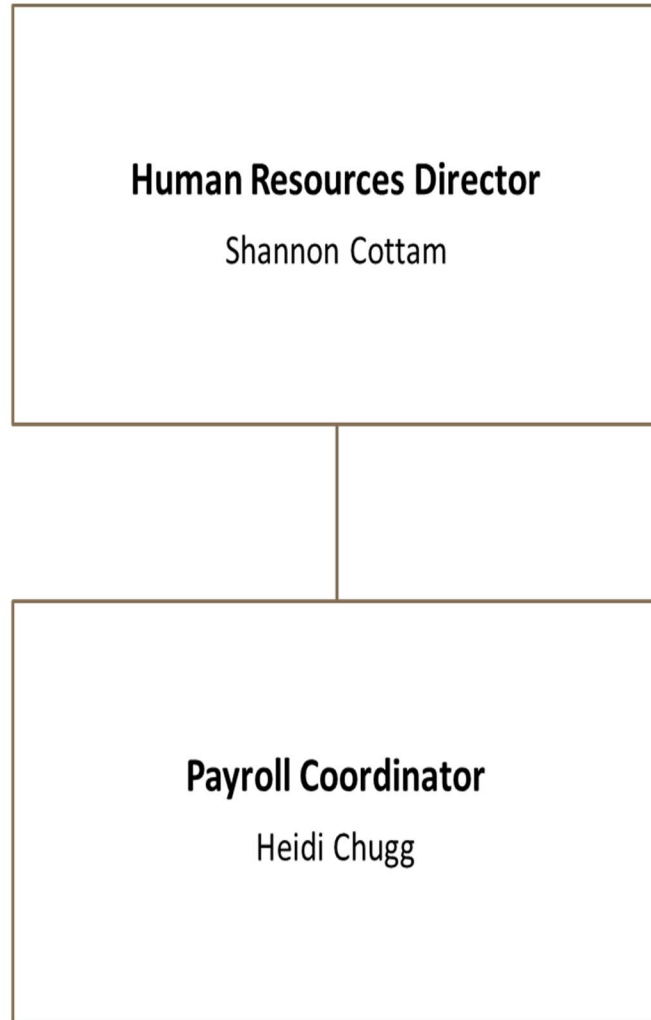 Human Resources Director
Shannon Cottam
Payroll Coordinator
Heidi Chugg